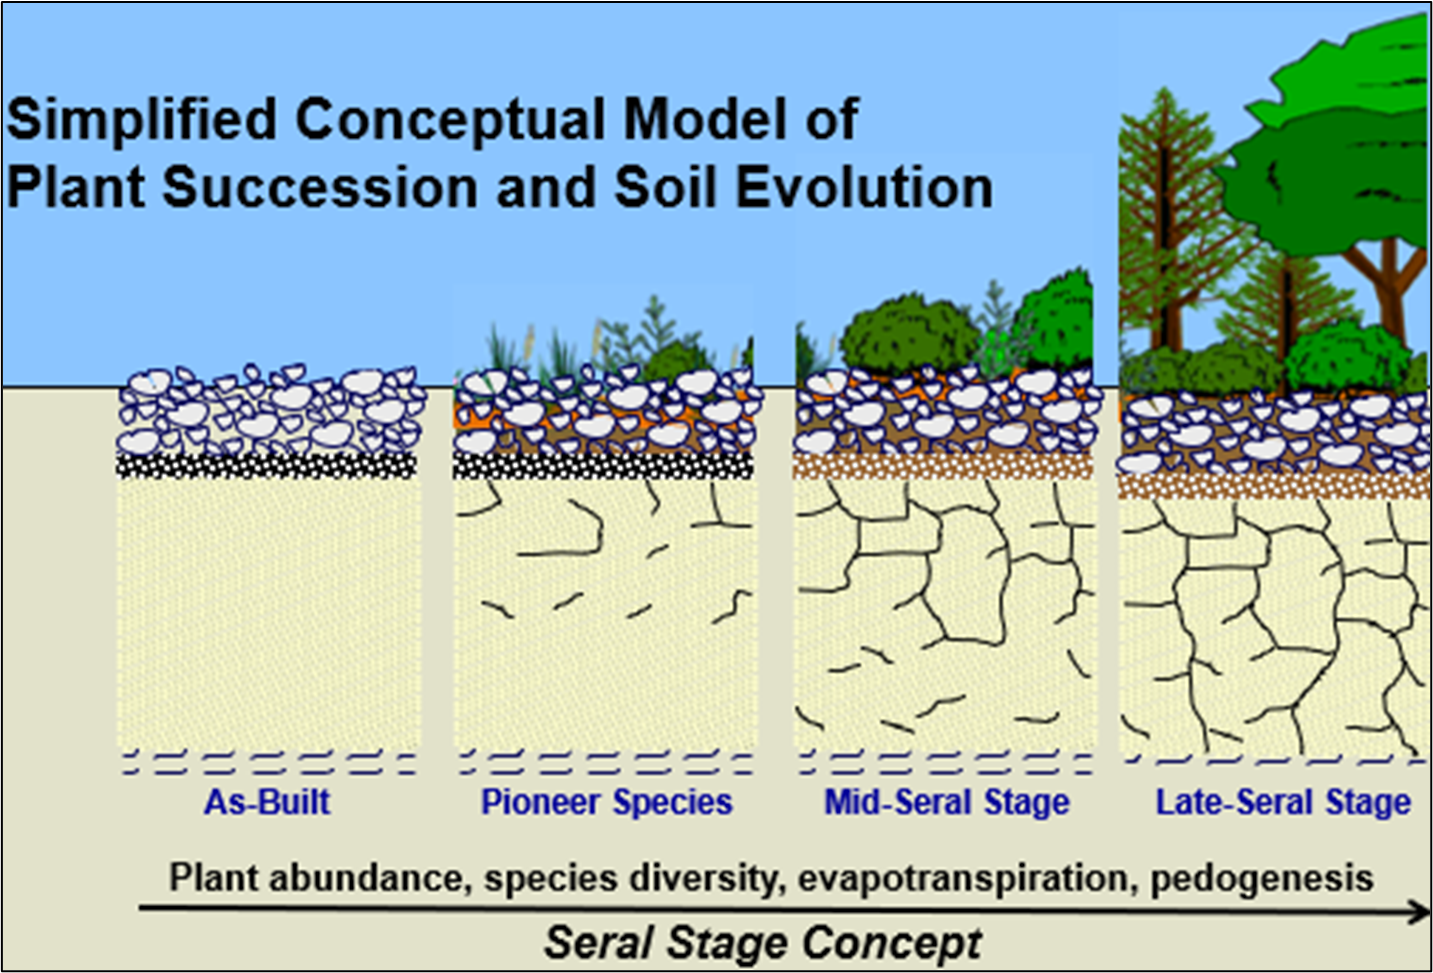 Simplified Conceptual Model of
Plant Succession and Soil Evolution
As-Built
Pioneer Species
Mid-Seral Stage
Late-Seral Stage
Plant abundance, species diversity, evapotranspiration, pedogenesis
Seral Stage Concept